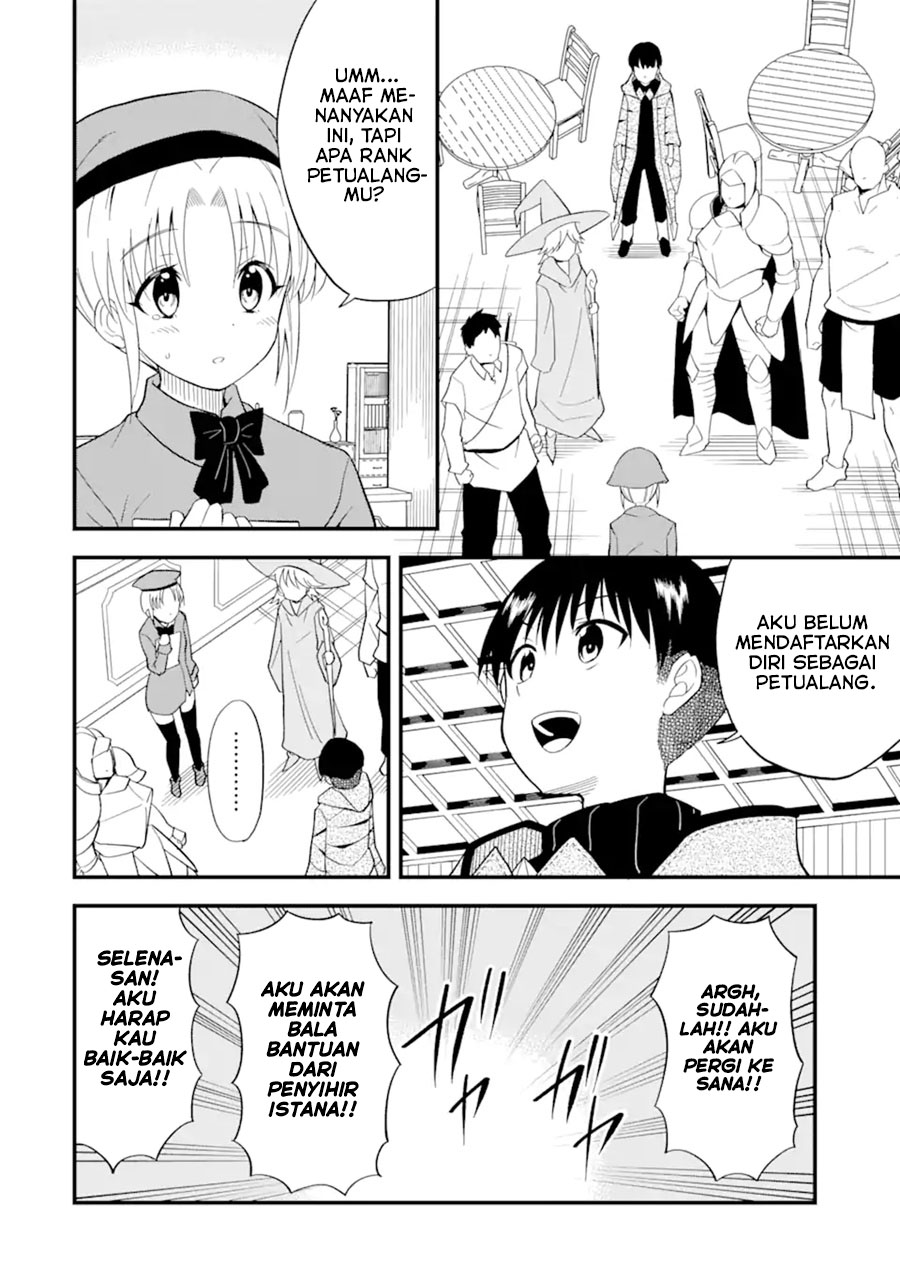 UMM...
MAAF ME-
NANYAKAN
INI, TAPI
APA RANK
PETUALANG-
MU?
AKU BELUM
MENDAFTARKAN
DIRI SEBAGAI
PETUALANG.
.........
ARGH,
SUDAH-
LAH!! AKU
AKAN
PERGI KE
SANA!!
AKU AKAN
MEMINTA
BALA
BANTUAN
DARI
PENYIHIR
ISTANA!!
SELENA-
SAN!
AKU
HARAP
KAU
BAIK-BAIK
SAJA!!
ガヤ
ガヤ